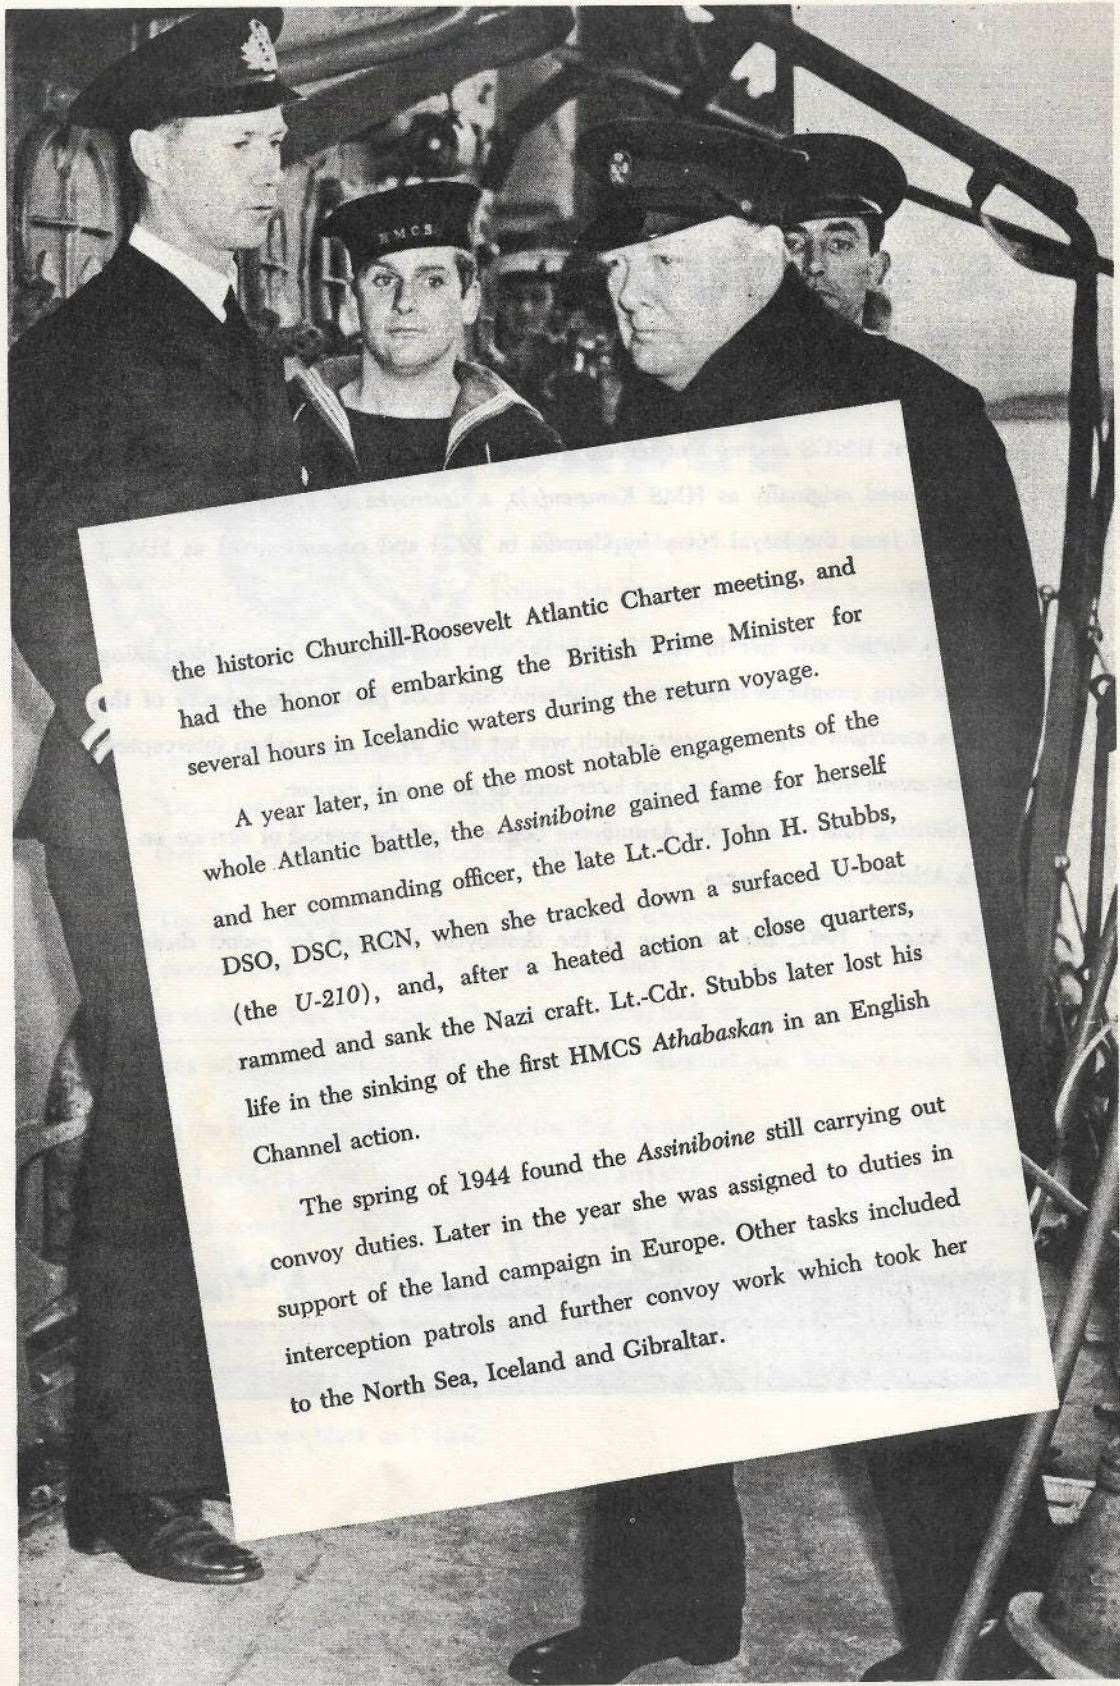 HMCS
the historic Churchill-Roosevelt Atlantic Charter meeting, and
had the honor of embarking the British Prime Minister for
several hours in Icelandic waters during the return voyage.
A year later, in one of the most notable engagements of the
whole Atlantic battle, the Assiniboine gained fame for herself
and her commanding officer, the late Lt.-Cdr. John H. Stubbs,
DSO, DSC, RCN, when she tracked down a surfaced U-boat
(the U-210), and, after a heated action at close quarters,
rammed and sank the Nazi craft. Lt.-Cdr. Stubbs later lost his
life in the sinking of the first HMCS Athabaskan in an English
Channel action.
The spring of 1944 found the Assiniboine still carrying out
convoy duties. Later in the year she was assigned to duties in
support of the land campaign in Europe. Other tasks included
interception patrols and further convoy work which took her
to the North Sea, Iceland and Gibraltar.